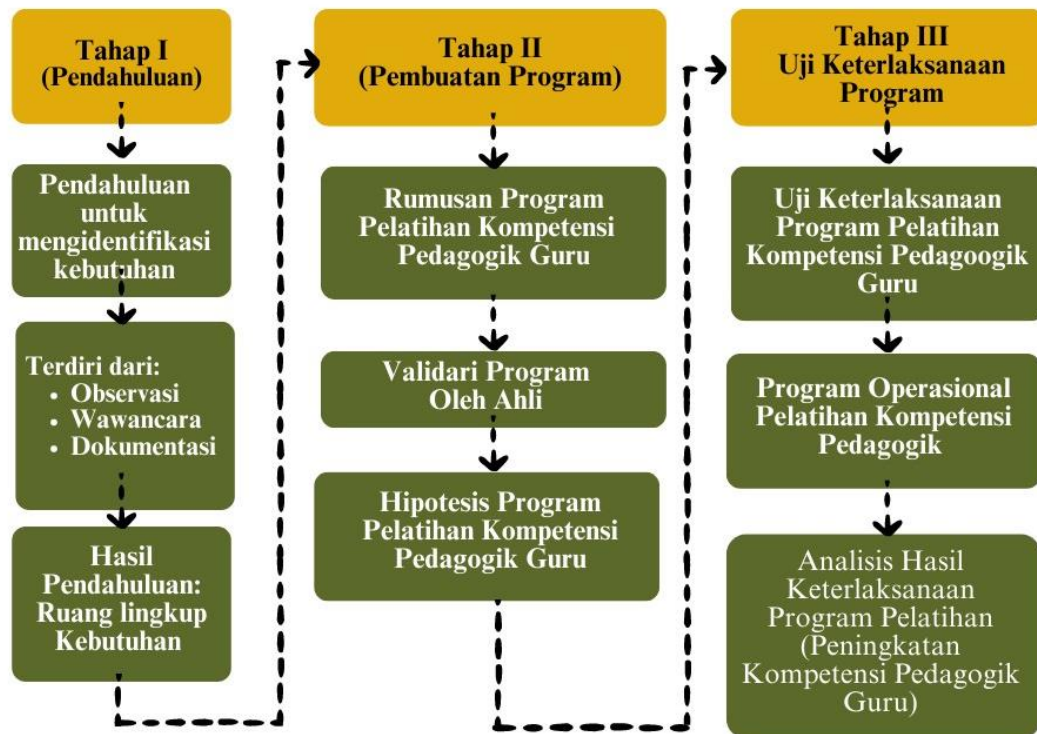 Tahap I
(Pendahuluan)
Pendahuluan
untuk
mengidentifikasi
kebutuhan
Terdiri dari:
• Observasi
• Wawancara
• Dokumentasi
Hasil
Pendahuluan:
Ruang lingkup
Kebutuhan
Tahap II
(Pembuatan Program)
Rumusan Program
Pelatihan Kompetensi
Pedagogik Guru
Validari Program
Oleh Ahli
Hipotesis Program
Pelatihan Kompetensi
Pedagogik Guru
Tahap III
Uji Keterlaksanaan
Program
Uji Keterlaksanaan
Program Pelatihan
Kompetensi Pedagoogik
Guru
Program Operasional
Pelatihan Kompetensi
Pedagogik
Analisis Hasil
Keterlaksanaan
Program Pelatihan
(Peningkatan
Kompetensi Pedagogik
Guru)